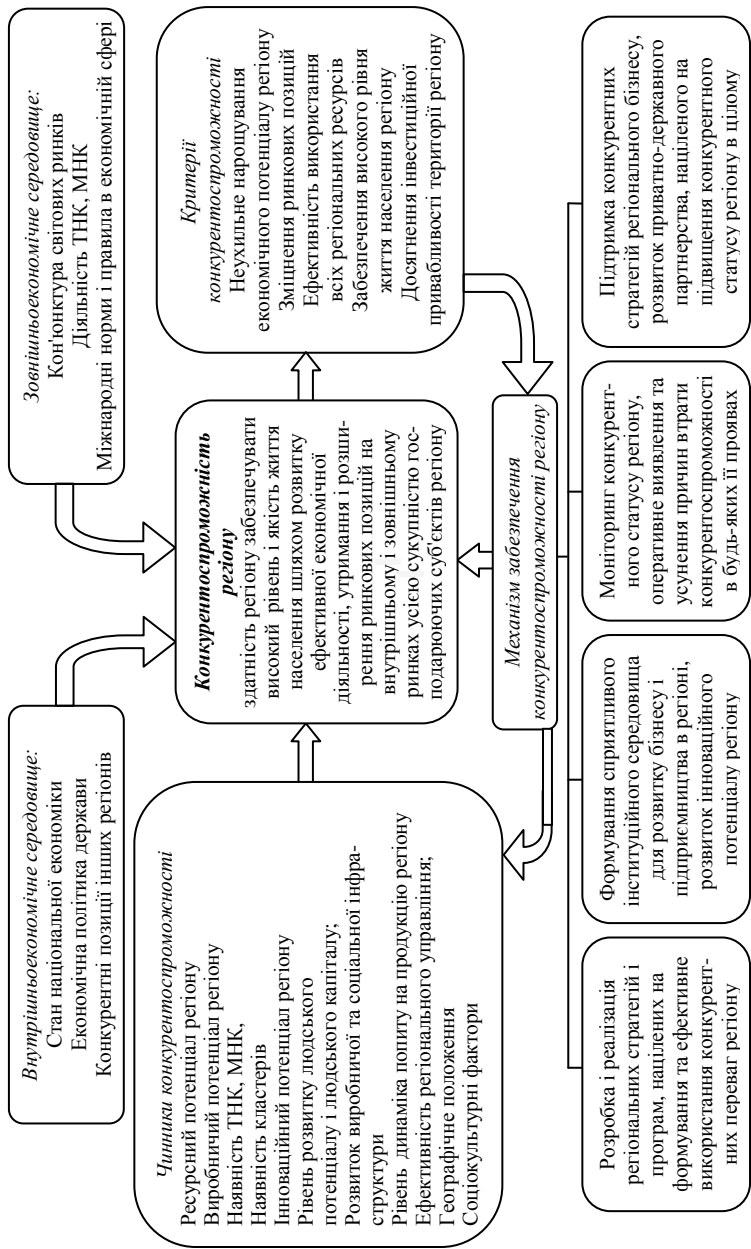 Внутрішньоекономічне середовище:
Стан національної економіки
Економічна політика держави
Конкурентні позиції інших регіонів
Зовнішньоекономічне середовище:
Кон'юнктура світових ринків
Діяльність ТНК, МНК
Міжнародні норми і правила в економічній сфері
Чинники конкурентоспроможності
Ресурсний потенціал регіону
Виробничий потенціал регіону
Наявність ТНК, МНК,
Наявність кластерів
Інноваційний потенціал регіону
Рівень розвитку людського
потенціалу і людського капіталу;
Розвиток виробничої та соціальної інфра-
структури
Рівень динаміка попиту на продукцію регіону
Ефективність регіонального управління;
Географічне положення
Соціокультурні фактори
Конкурентоспроможність
регіону
здатність регіону забезпечувати
високий рівень і якість життя
населення шляхом розвитку
ефективної економічної
діяльності, утримання і розши-
рення ринкових позицій на
внутрішньому і зовнішньому
ринках усією сукупністю гос-
подарюючих суб'єктів регіону
Критерії
конкурентоспроможності
Неухильне нарощування
економічного потенціалу регіону
Зміцнення ринкових позицій
Ефективність використання
всіх регіональних ресурсів
Забезпечення високого рівня
життя населення регіону
Досягнення інвестиційної
привабливості території регіону
Механізм забезпечення
конкурентоспроможності регіону
Розробка і реалізація
регіональних стратегій і
програм, націлених на
формування та ефективне
використання конкурент-
них переваг регіону
Формування сприятливого
інституційного середовища
для розвитку бізнесу і
підприємництва в регіоні,
розвиток інноваційного
потенціалу регіону
Моніторинг конкурент-
ного статусу регіону,
оперативне виявлення та
усунення причин втрати
конкурентоспроможності
в будь-яких її проявах
Підтримка конкурентних
стратегій регіонального бізнесу,
розвиток приватно-державного
партнерства, націленого на
підвищення конкурентного
статусу регіону в цілому